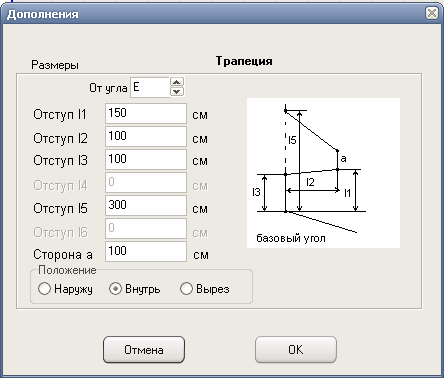 Дополнения
Размеры
Трапеция
От угла E
Отступ l1 150 см
Отступ l2 100 см
Отступ l3 100 см
Отступ l4 0 см
Отступ l5 300 см
Отступ l6 0 см
Сторона а 100 см
l5
a
l2
l3
l1
базовый угол
Положение
Наружу Внутрь Вырез
Отмена OK